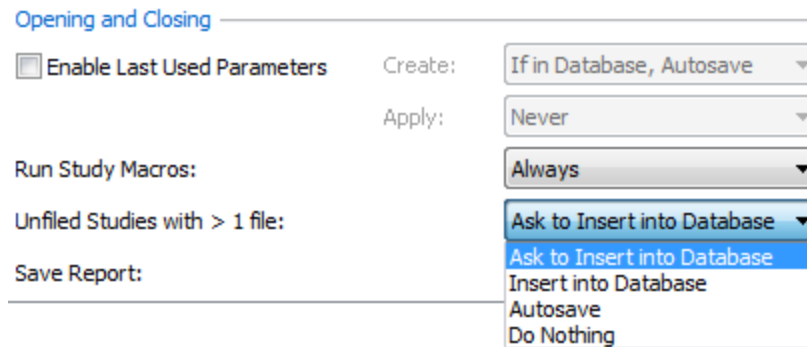 Opening and Closing
Enable Last Used Parameters Create: If in Database, Autosave
Apply: Never
Run Study Macros: Always
Unfiled Studies with > 1 file: Ask to Insert into Database
Ask to Insert into Database
Save Report:
Insert into Database
Autosave
Do Nothing